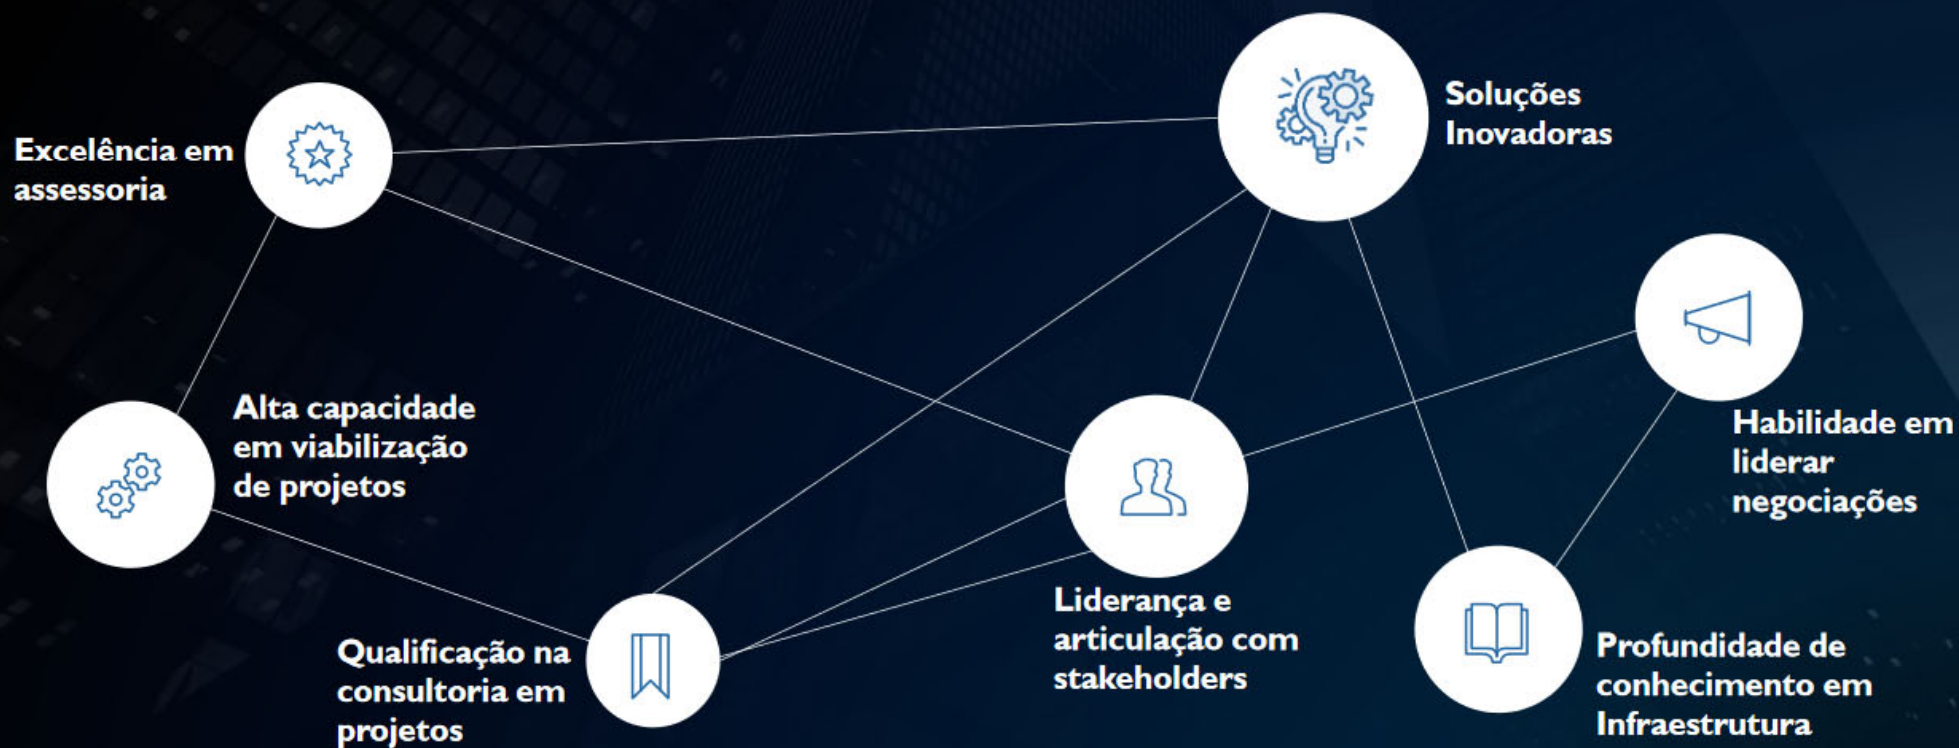 Excelência em
assessoria
Soluções
Inovadoras
Alta capacidade
em viabilização
de projetos
Habilidade em
liderar
negociações
Qualificação na
consultoria em
projetos
Liderança e
articulação com
stakeholders
Profundidade de
conhecimento em
Infraestrutura